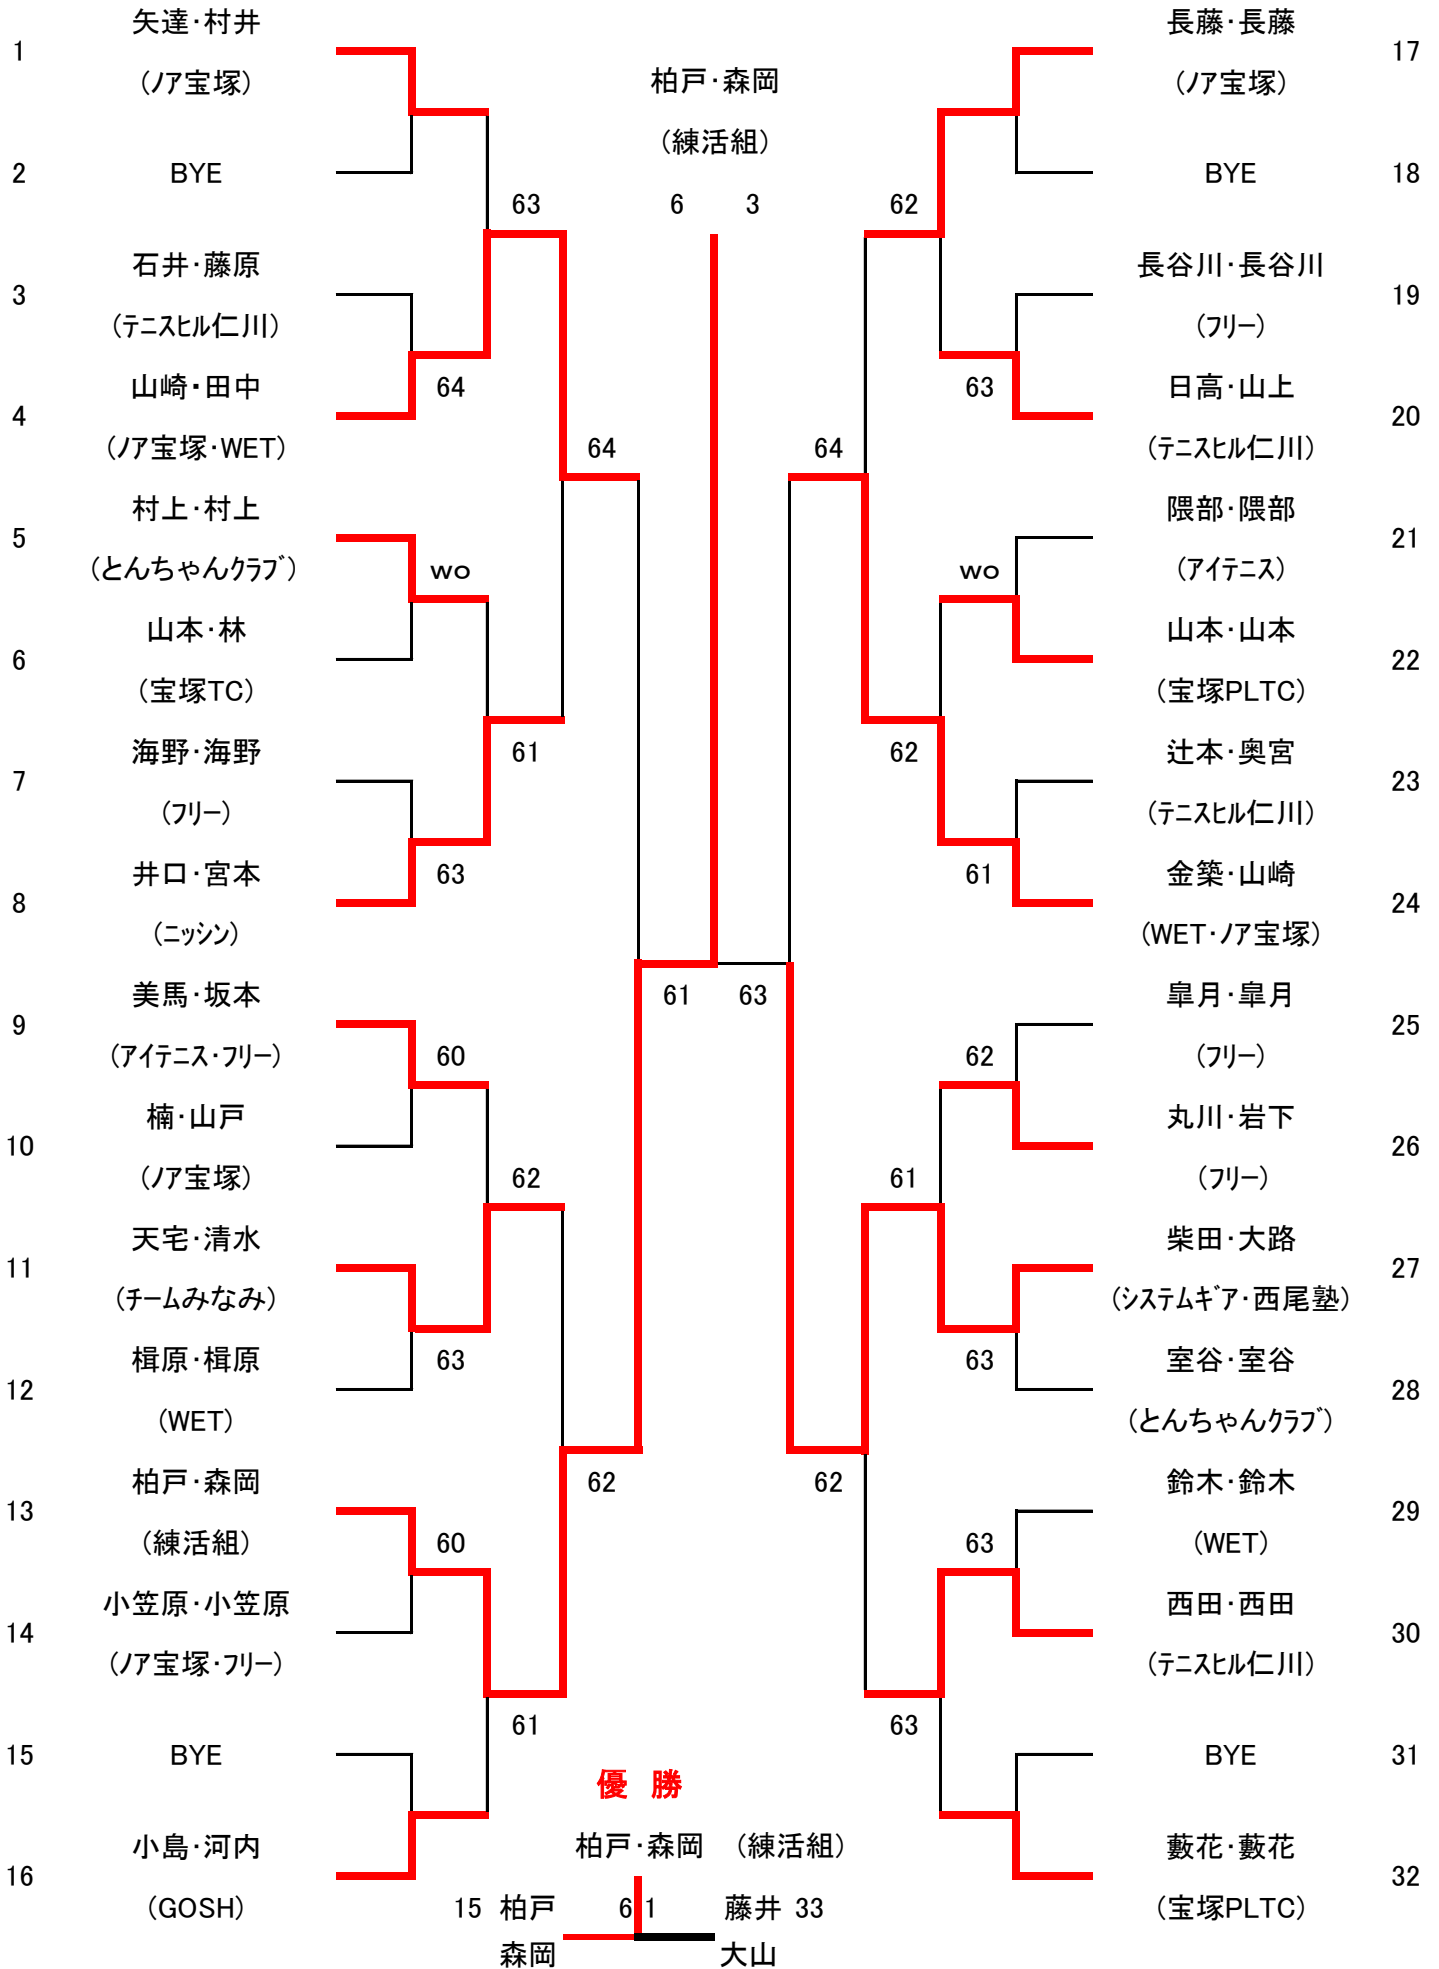 矢達・村井
1
(ノア宝塚)
2 BYE
63
石井・藤原
3
(テニスヒル仁川)
山崎・田中 64
4
(ノア宝塚・WET) 64
村上・村上
5
(とんちゃんクラブ) wo
山本・林
6
(宝塚TC)
海野・海野 61
7
(フリー)
井口・宮本 63
8
(ニッシン)
美馬・坂本 61
9
(アイテニス・フリー) 60
楠・山戸
10
(ノア宝塚) 62
天宅・清水
11
(チームみなみ)
楫原・楫原 63
12
(WET)
柏戸・森岡 62
13
(練活組) 60
小笠原・小笠原
14
(ノア宝塚・フリー)
61
15 BYE
小島・河内
16
(GOSH)
柏戸・森岡
(練活組)
6 3
長藤・長藤
17
(ノア宝塚)
BYE 18
62
長谷川・長谷川
19
(フリー)
63 日高・山上
20
64 (テニスヒル仁川)
隈部・隈部
21
wo (アイテニス)
山本・山本
22
(宝塚PLTC)
62 辻本・奥宮
23
(テニスヒル仁川)
61 金築・山崎
24
(WET・ノア宝塚)
63 皐月・皐月
25
62 (フリー)
丸川・岩下
26
61 (フリー)
柴田・大路
27
(システムギア・西尾塾)
63 室谷・室谷
28
(とんちゃんクラブ)
62 鈴木・鈴木
29
63 (WET)
西田・西田
30
(テニスヒル仁川)
63
BYE 31
藪花・藪花
32
(宝塚PLTC)
優 勝
柏戸・森岡 (練活組)
15 柏戸 6 1 藤井 33
森岡 大山